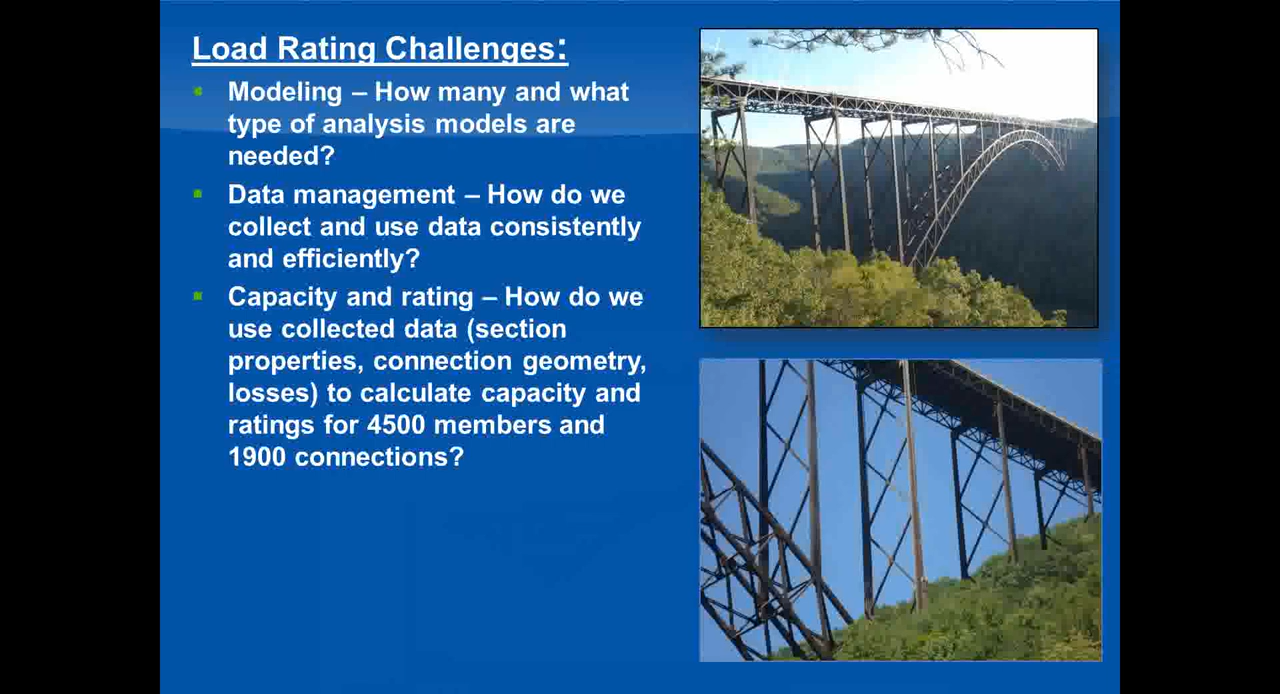 Load Rating Challenges:
Modeling – How many and what
type of analysis models are
needed?
Data management – How do we
collect and use data consistently
and efficiently?
Capacity and rating – How do we
use collected data (section
properties, connection geometry,
losses) to calculate capacity and
ratings for 4500 members and
1900 connections?